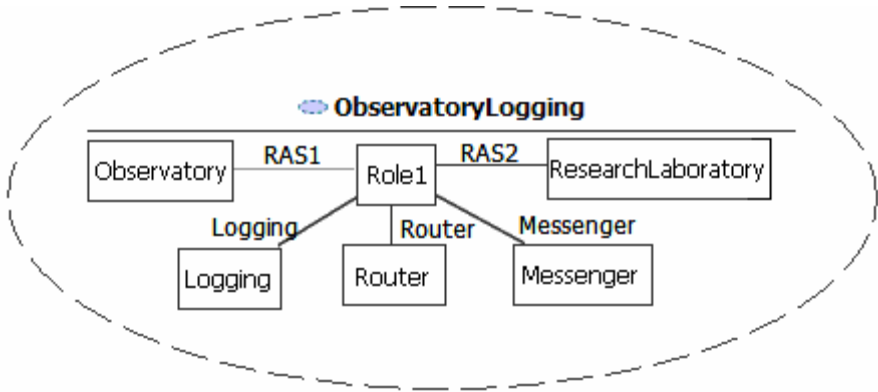 ObservatoryLogging
Observatory
RAS1
Role1
RAS2
ResearchLaboratory
Logging
Router
Messenger
Logging
Router
Messenger